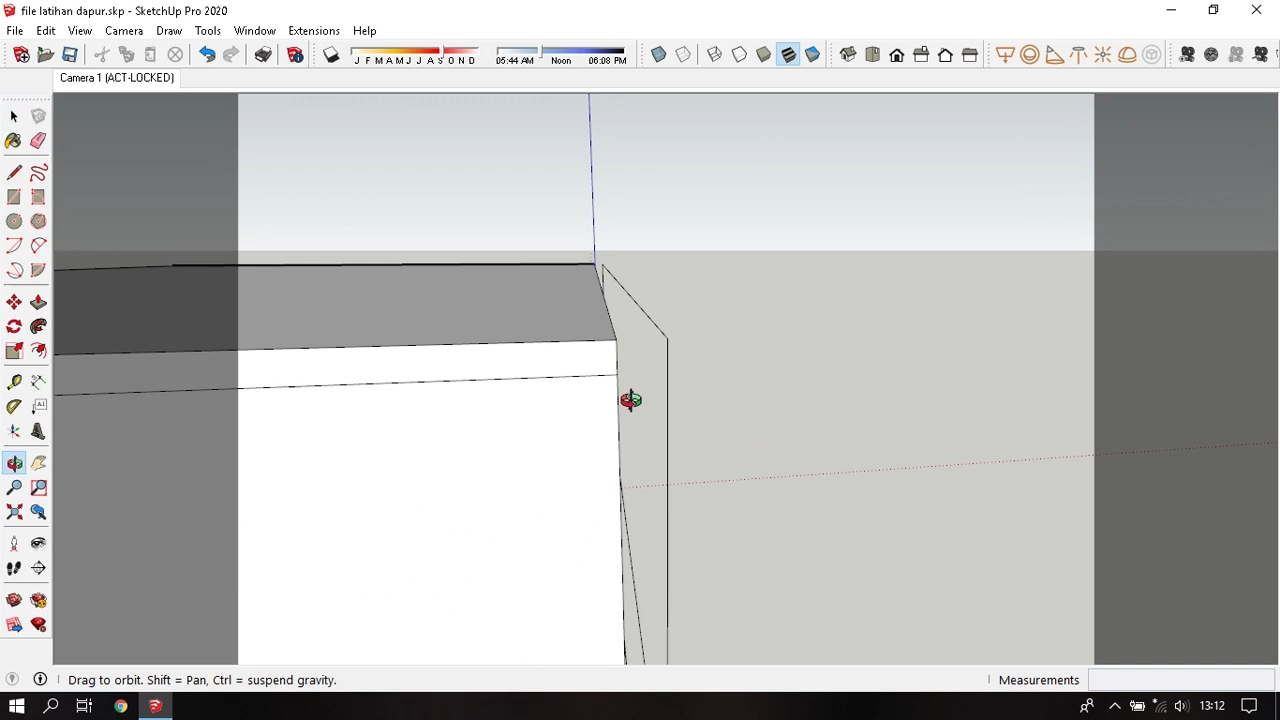 file latihan dapur.skp - SketchUp Pro 2020
File Edit View Camera Draw Tools Window Extensions Help
J F M A M J J A S O N D 05:44 AM Noon 06:08 PM
Camera 1 (ACT-LOCKED)
A1
Drag to orbit. Shift = Pan, Ctrl = suspend gravity. Measurements
13:12